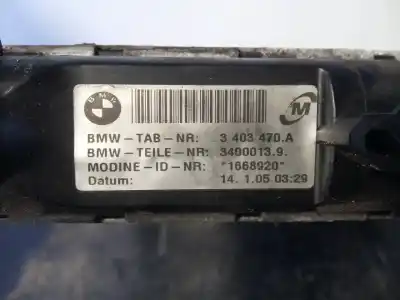 BMW
M
BMW-TAB-NR: 3 403 470.A
BMW-TEILE-NR: 3400013.9.
MODINE-ID-NR: "1668920"
Datum: 14. 1.05 03:29